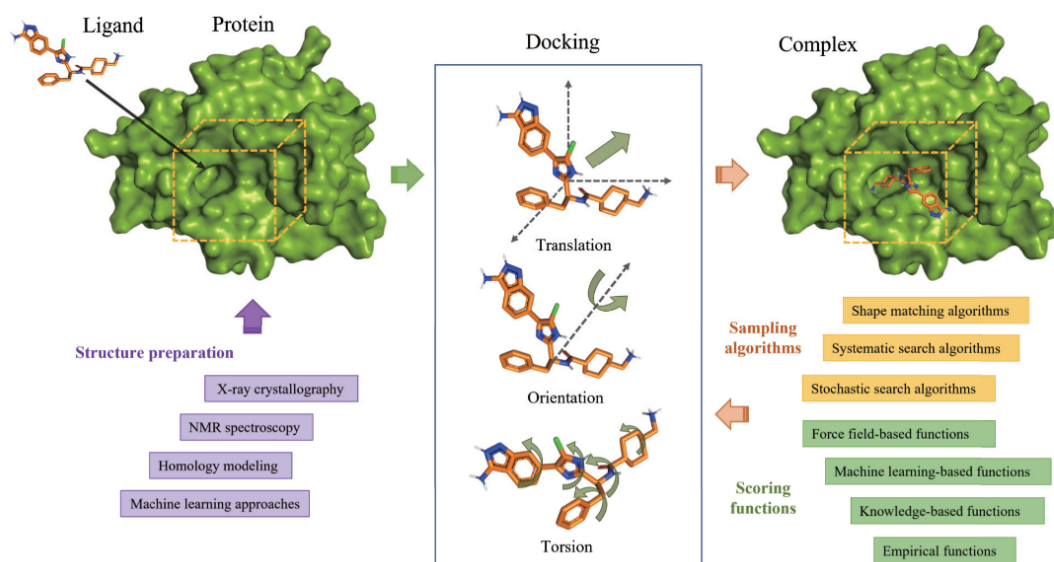 Ligand
Protein
Docking
Complex
Translation
Orientation
Torsion
Structure preparation
X-ray crystallography
NMR spectroscopy
Homology modeling
Machine learning approaches
Sampling
algorithms
Shape matching algorithms
Systematic search algorithms
Stochastic search algorithms
Scoring
functions
Force field-based functions
Machine learning-based functions
Knowledge-based functions
Empirical functions